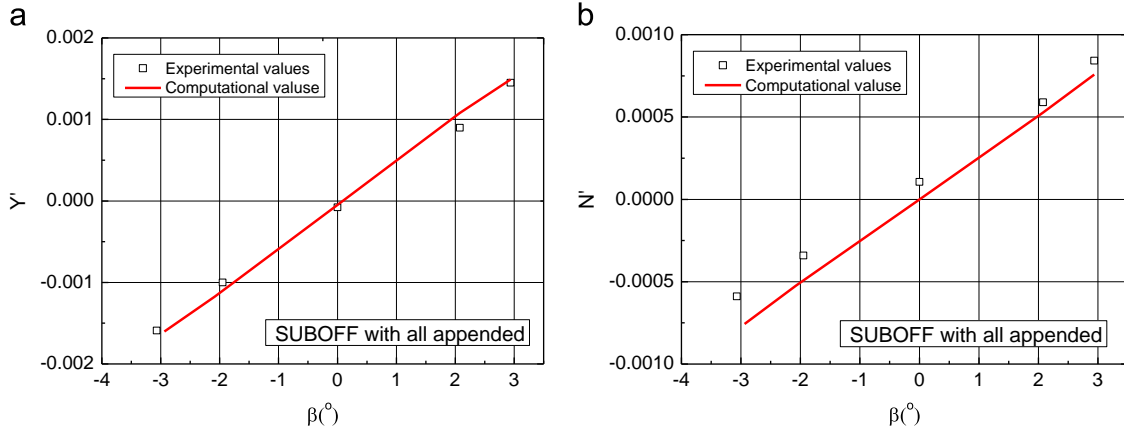 a
0.002
0.001
0.000
-0.001
-0.002
Y'
Experimental values
Computational valuse
SUBOFF with all appended
-4 -3 -2 -1 0 1 2 3
β(º)
b
0.0010
0.0005
0.0000
-0.0005
-0.0010
N'
Experimental values
Computational valuse
SUBOFF with all appended
-4 -3 -2 -1 0 1 2 3
β(º)